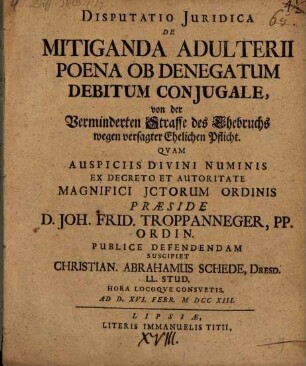 DISPUTATIO JURIDICA
DE
MITIGANDA ADULTERII
POENA OB DENEGATUM
DEBITUM CONJUGALE,
von der
Verminderten Straffe des Ehebruchs
wegen versagter Ehelichen Pflicht.
QVAM
AUSPICIIS DIVINI NUMINIS
EX DECRETO ET AUTORITATE
MAGNIFICI JCTORUM ORDINIS
PRÆSIDE
D. JOH. FRID. TROPPANNEGER, PP.
ORDIN.
PUBLICE DEFENDENDAM
SUSCIPIET
CHRISTIAN. ABRAHAMUS SCHEDE, DRESD.
LL. STUD.
HORA LOCOQVE CONSVETIS.
AD D. XVI. FEBR. M DCC XIII.
LIPSIÆ,
LITERIS IMMANUELIS TITII,
XVIII.